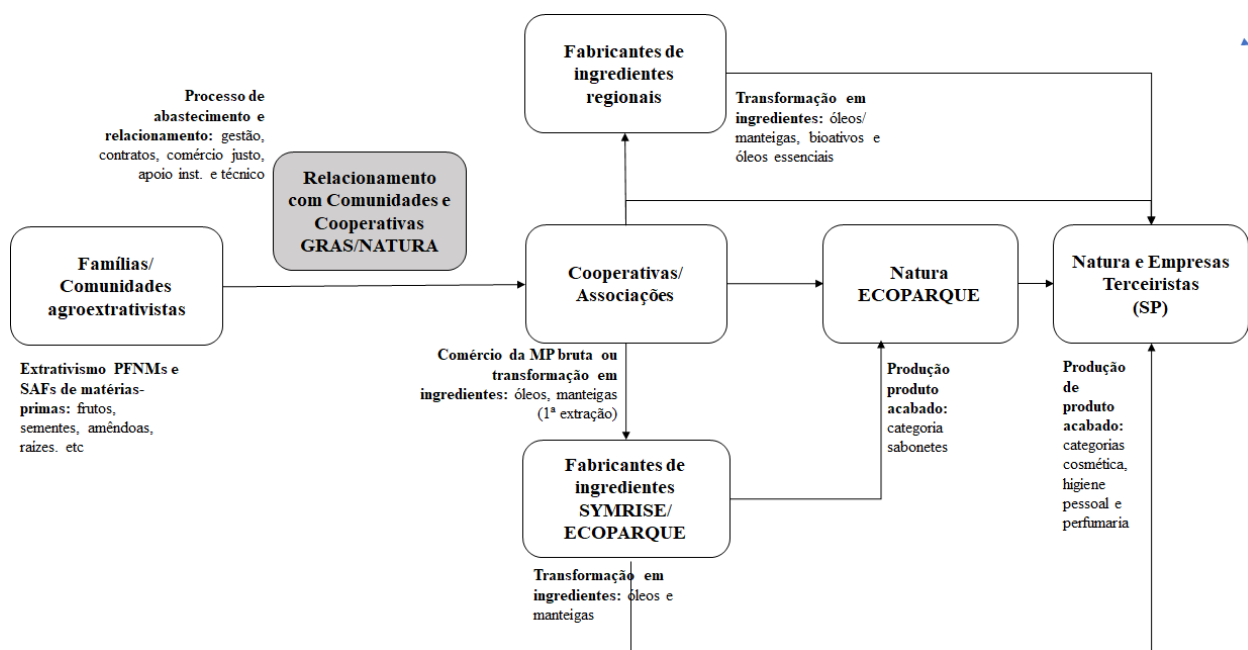 Fabricantes de
ingredientes
regionais
Processo de
abastecimento e
relacionamento: gestão,
contratos, comércio justo,
apoio inst. e técnico
Transformação em
ingredientes: óleos/
manteigas, bioativos e
óleos essenciais
Relacionamento
com Comunidades e
Cooperativas
GRAS/NATURA
Famílias/
Comunidades
agroextrativistas
Cooperativas/
Associações
Natura
ECOPARQUE
Natura e Empresas
Terceiristas
(SP)
Extrativismo PFNMs e
SAFs de matérias-
primas: frutos,
sementes, amêndoas,
raizes. etc
Comércio da MP bruta ou
transformação em
ingredientes: óleos, manteigas
(1ª extração)
Produção
produto
acabado:
categoria
sabonetes
Produção
de
produto
acabado:
categorias
cosmética,
higiene
pessoal e
perfumaria
Fabricantes de
ingredientes
SYMRISE/
ECOPARQUE
Transformação em
ingredientes: óleos e
manteigas